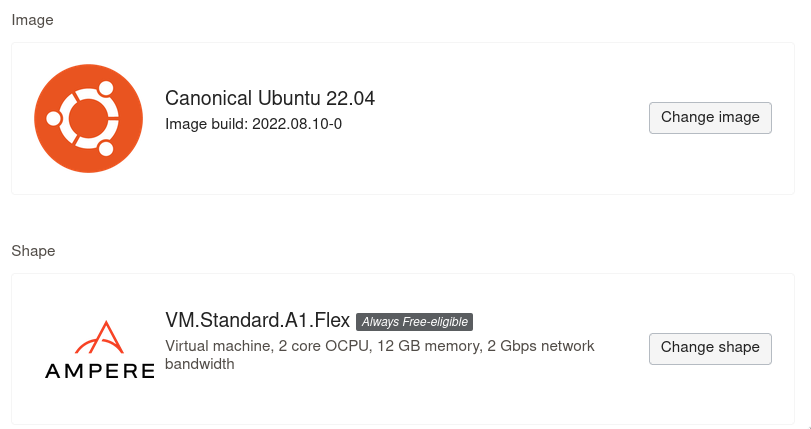 Image
Canonical Ubuntu 22.04
Image build: 2022.08.10-0
Change image
Shape
AMPERE
VM.Standard.A1.Flex Always Free-eligible
Virtual machine, 2 core OCPU, 12 GB memory, 2 Gbps network
bandwidth
Change shape